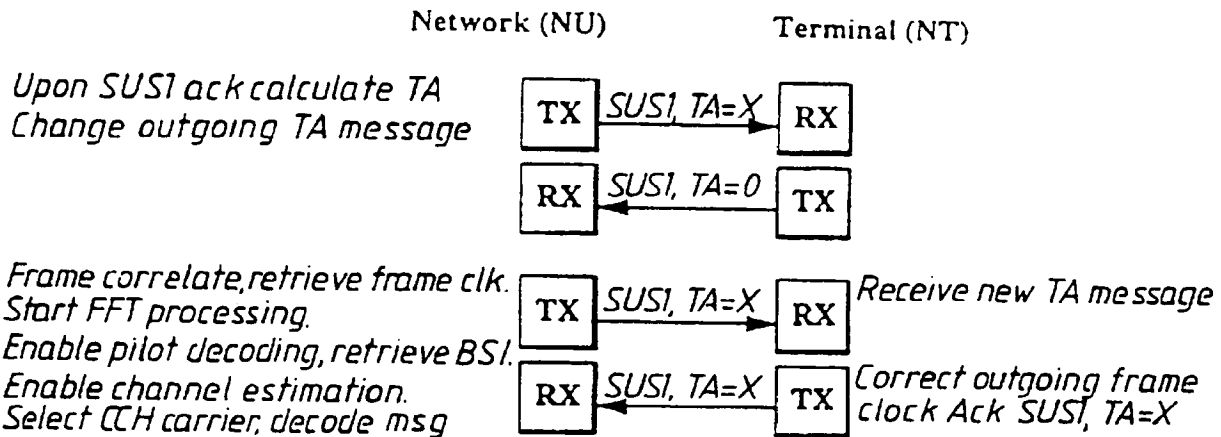 Network (NU) Terminal (NT)
Upon SUS1 ack calculate TA
Change outgoing TA message
TX SUS1, TA=X RX
RX SUS1, TA=0 TX
Frame correlate, retrieve frame clk.
Start FFT processing.
Enable pilot decoding, retrieve BSI.
Enable channel estimation.
Select CCH carrier, decode msg
TX SUS1, TA=X RX
Receive new TA message
RX SUS1, TA=X TX
Correct outgoing frame
clock Ack SUS1, TA=X